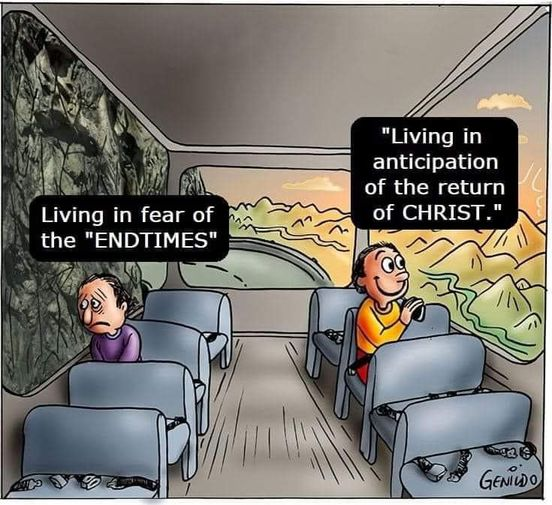 "Living in
anticipation
of the return
of CHRIST."
Living in fear of
the "ENDTIMES"
GENILDO